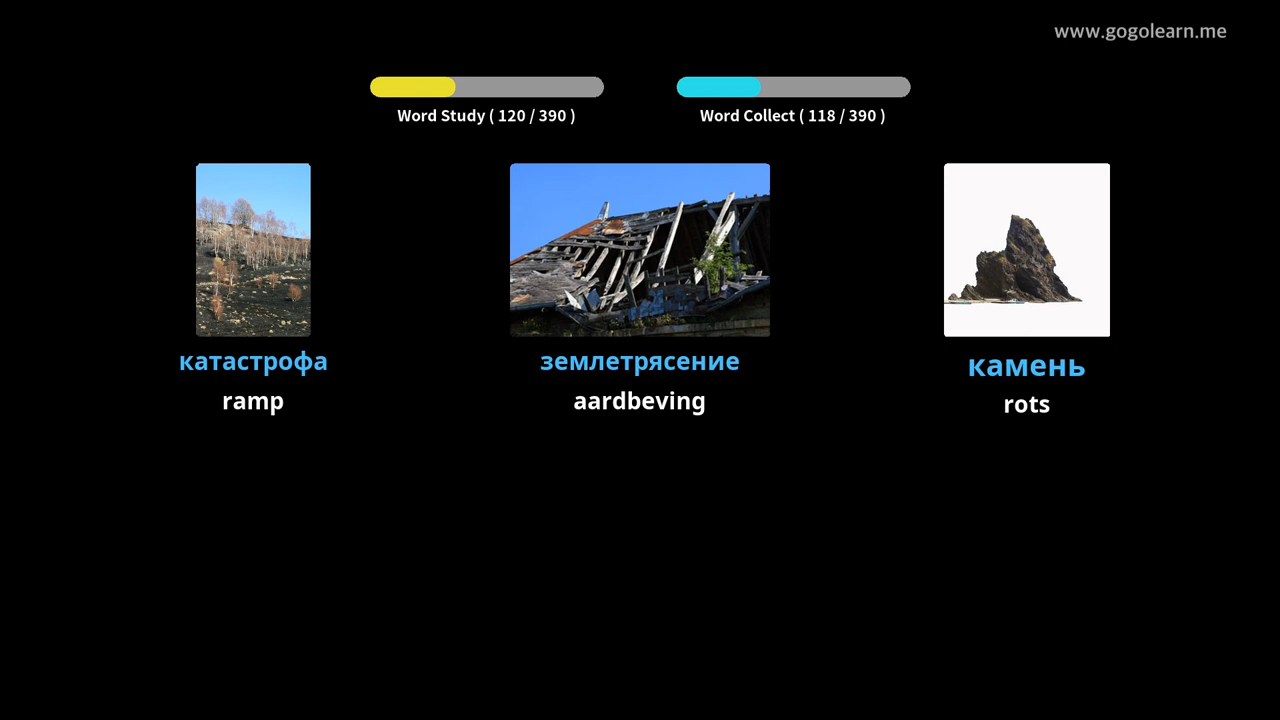 www.gogolearn.me
Word Study ( 120 / 390 )
Word Collect ( 118 / 390 )
катастрофа
землетрясение
камень
ramp
aardbeving
rots